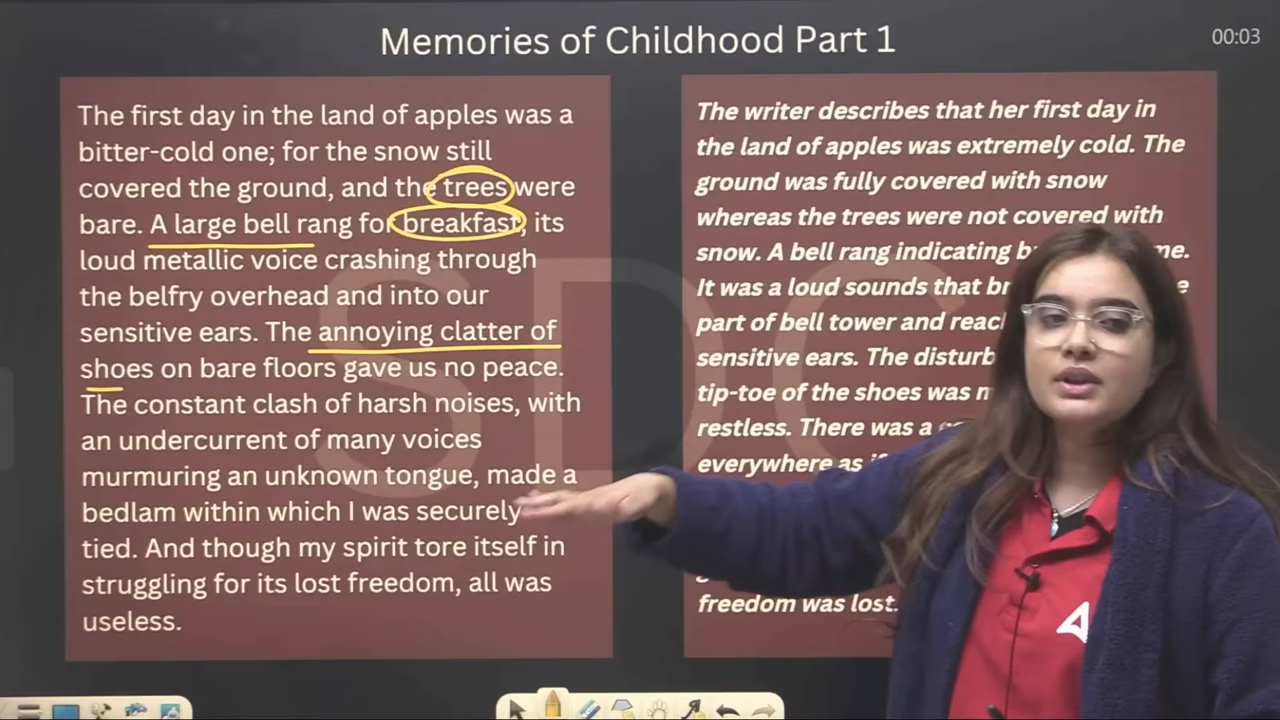 Memories of Childhood Part 1
00:03
The first day in the land of apples was a
bitter-cold one; for the snow still
covered the ground, and the trees were
bare. A large bell rang for breakfast, its
loud metallic voice crashing through
the belfry overhead and into our
sensitive ears. The annoying clatter of
shoes on bare floors gave us no peace.
The constant clash of harsh noises, with
an undercurrent of many voices
murmuring an unknown tongue, made a
bedlam within which I was securely
tied. And though my spirit tore itself in
struggling for its lost freedom, all was
useless.
The writer describes that her first day in
the land of apples was extremely cold. The
ground was fully covered with snow
whereas the trees were not covered with
snow. A bell rang indicating
It was a loud sounds that
part of bell tower and
sensitive ears. The
tip-toe of the shoes was
restless. There was a
everywhere as
freedom was lost.
SDC